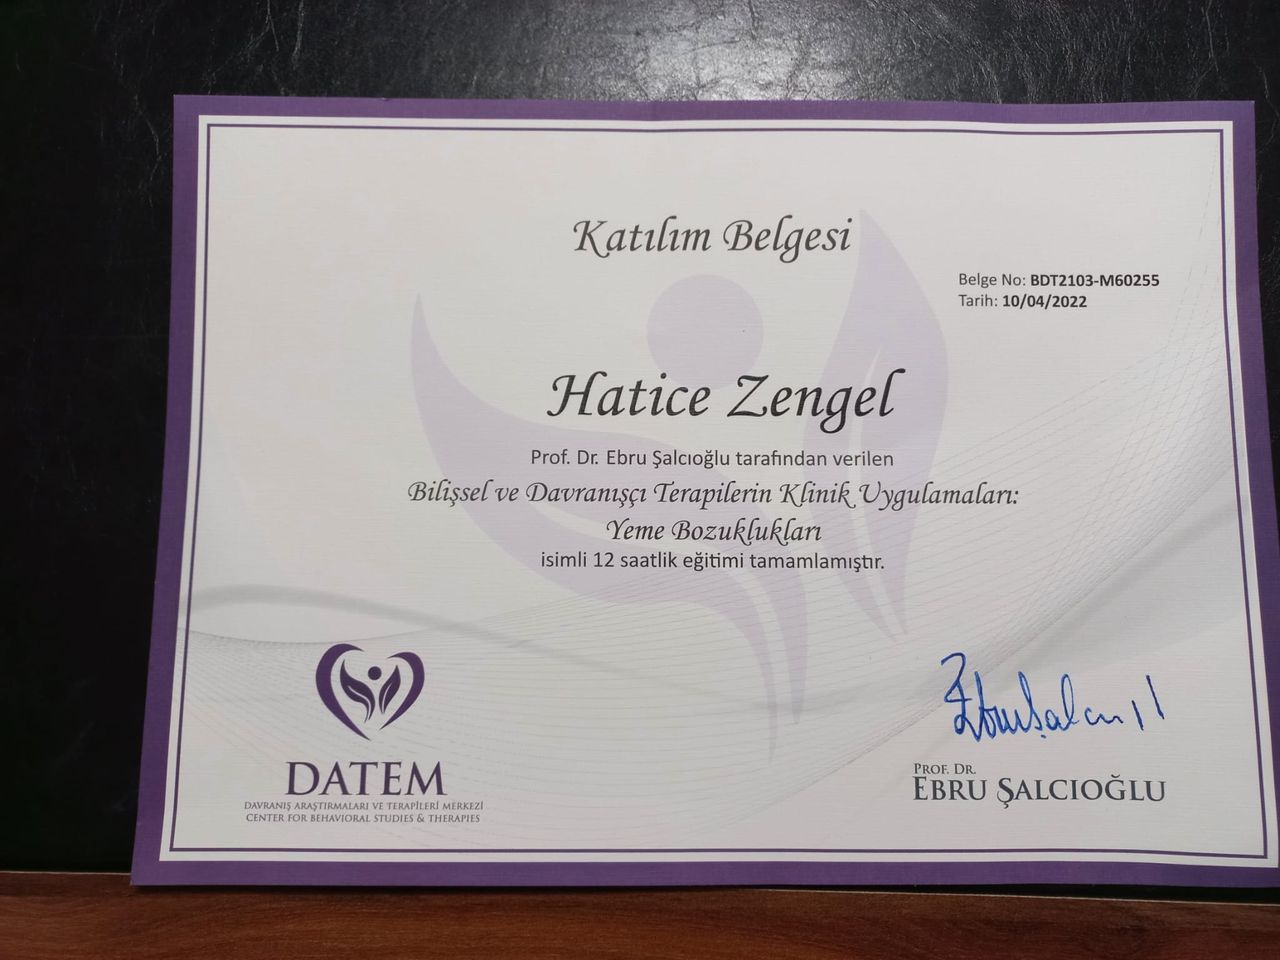 Katılım Belgesi
Belge No: BDT2103-M60255
Tarih: 10/04/2022
Hatice Zengel
Prof. Dr. Ebru Şalcıoğlu tarafından verilen
Bilişsel ve Davranışçı Terapilerin Klinik Uygulamaları:
Yeme Bozuklukları
isimli 12 saatlik eğitimi tamamlamıştır.
DATEM
DAVRANIŞ ARAŞTIRMALARI VE TERAPİLERİ MERKEZİ
CENTER FOR BEHAVIORAL STUDIES & THERAPIES
PROF. DR.
EBRU ŞALCIOĞLU